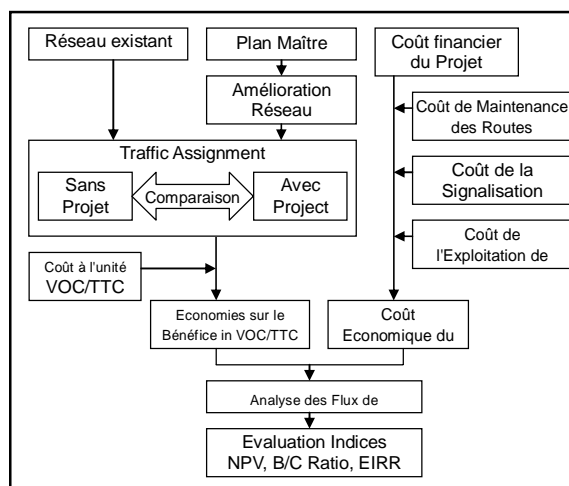 Réseau existant
Plan Maître
Coût financier
du Projet
Amélioration
Réseau
Coût de Maintenance
des Routes
Traffic Assignment
Sans
Projet
Comparaison
Avec
Project
Coût de la
Signalisation
Coût de
l'Exploitation de
Coût à l'unité
VOC/TTC
Economies sur le
Bénéfice in VOC/TTC
Coût
Economique du
Analyse des Flux de
Evaluation Indices
NPV, B/C Ratio, EIRR